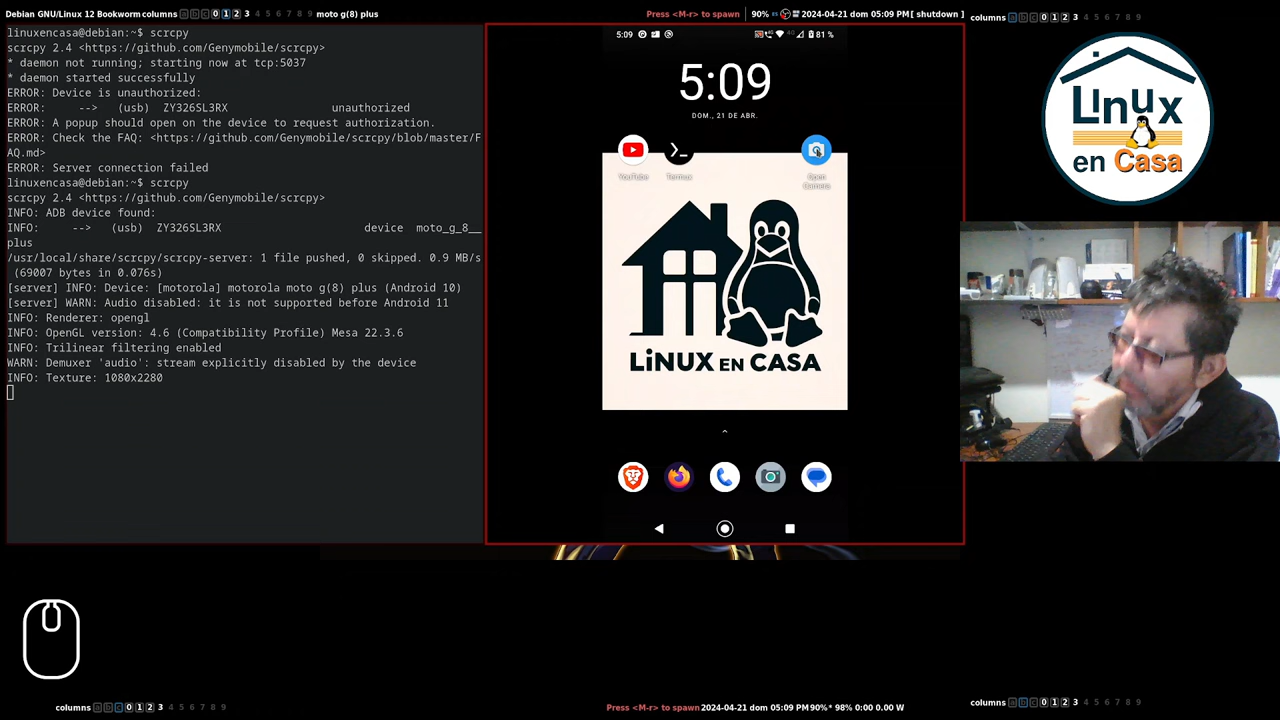 Debian GNU/Linux 12 Bookworm columns a b c 0 1 2 3 4 5 6 7 8 9 moto g(8) plus
Press <M-r> to spawn 90% ES 2024-04-21 dom 05:09 PM [ shutdown ]
columns a b c 0 1 2 3 4 5 6 7 8 9
linuxencasa@debian:~$ scrcpy
scrcpy 2.4 <https://github.com/Genymobile/scrcpy>
* daemon not running; starting now at tcp:5037
* daemon started successfully
ERROR: Device is unauthorized:
ERROR:     -->   (usb)  ZY326SL3RX               unauthorized
ERROR: A popup should open on the device to request authorization.
ERROR: Check the FAQ: <https://github.com/Genymobile/scrcpy/blob/master/F
AQ.md>
ERROR: Server connection failed
linuxencasa@debian:~$ scrcpy
scrcpy 2.4 <https://github.com/Genymobile/scrcpy>
INFO: ADB device found:
INFO:     -->   (usb)  ZY326SL3RX                     device  moto_g_8__
plus
/usr/local/share/scrcpy/scrcpy-server: 1 file pushed, 0 skipped. 0.9 MB/s
 (69007 bytes in 0.076s)
[server] INFO: Device: [motorola] motorola moto g(8) plus (Android 10)
[server] WARN: Audio disabled: it is not supported before Android 11
INFO: Renderer: opengl
INFO: OpenGL version: 4.6 (Compatibility Profile) Mesa 22.3.6
INFO: Trilinear filtering enabled
WARN: Demuxer 'audio': stream explicitly disabled by the device
INFO: Texture: 1080x2280
5:09 4G 81 %
5:09
DOM., 21 DE ABR.
YouTube
Termux
Open
Camera
LiNUX EN CASA
Linux
en Casa
columns a b c 0 1 2 3 4 5 6 7 8 9
Press <M-r> to spawn 2024-04-21 dom 05:09 PM 90%* 98% 0:00 0.00 W
columns a b c 0 1 2 3 4 5 6 7 8 9